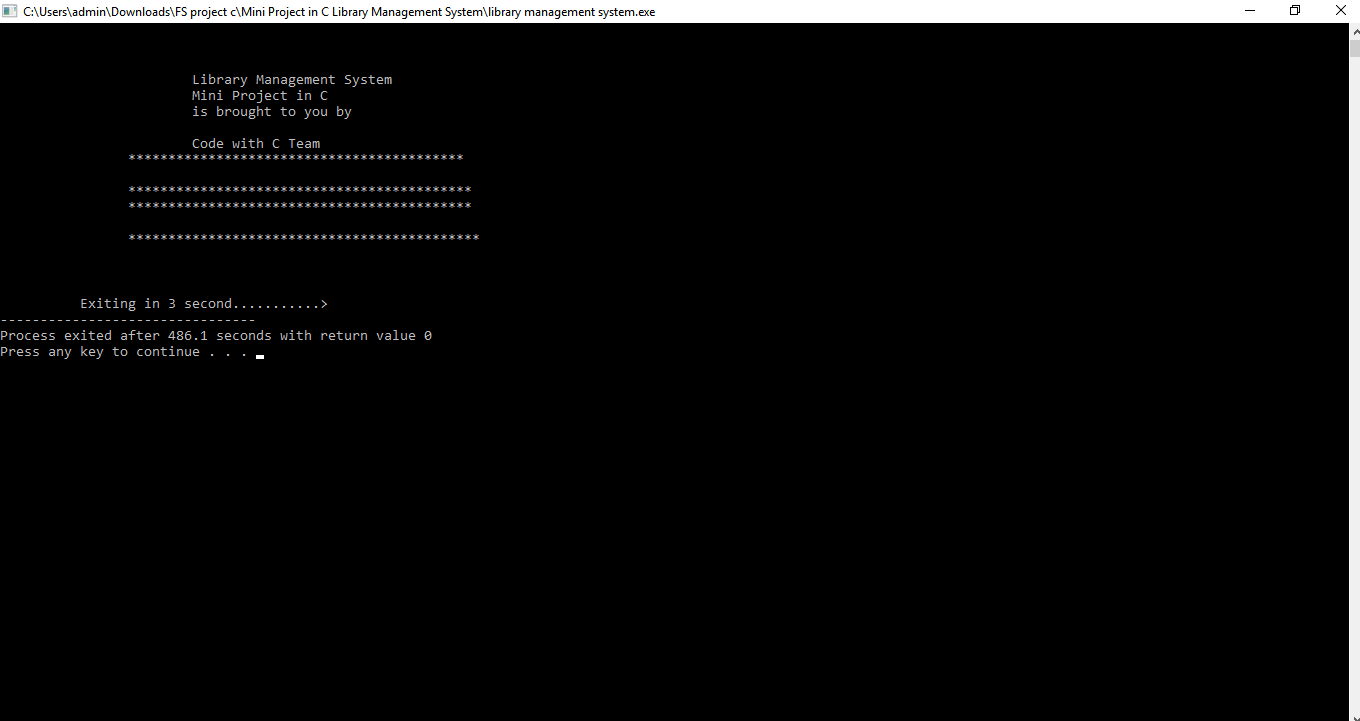 C:\Users\admin\Downloads\FS project c\Mini Project in C Library Management System\library management system.exe
Library Management System
Mini Project in C
is brought to you by
Code with C Team
******************************************
*******************************************
*******************************************
********************************************
Exiting in 3 second...........>
--------------------------------
Process exited after 486.1 seconds with return value 0
Press any key to continue . . .